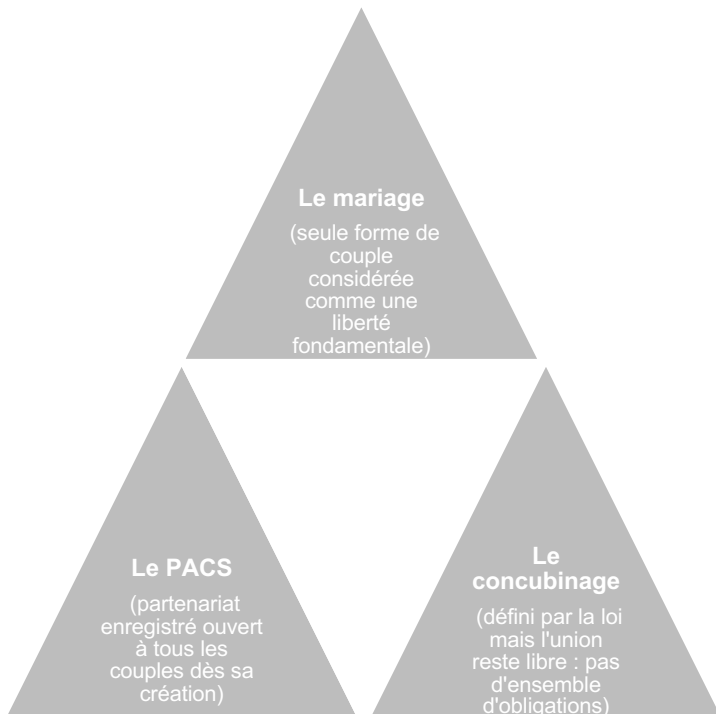 Le mariage
(seule forme de
couple
considérée
comme une
liberté
fondamentale)
Le PACS
(partenariat
enregistré ouvert
à tous les
couples dès sa
création)
Le
concubinage
(défini par la loi
mais l'union
reste libre : pas
d'ensemble
d'obligations)